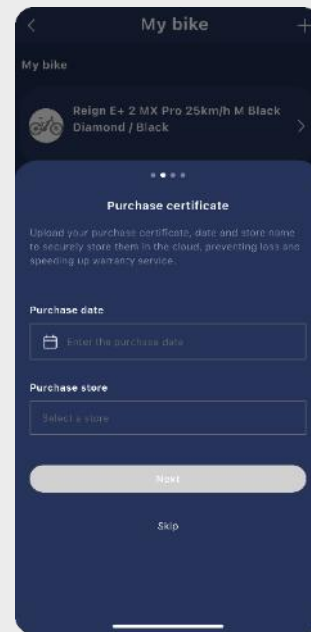 My bike
My bike
Reign E+ 2 MX Pro 25km/h M Black
Diamond / Black
Purchase certificate
Upload your purchase certificate, date and store name
to securely store them in the cloud, preventing loss and
speeding up warranty service.
Purchase date
Enter the purchase date
Purchase store
Select a store
Next
Skip